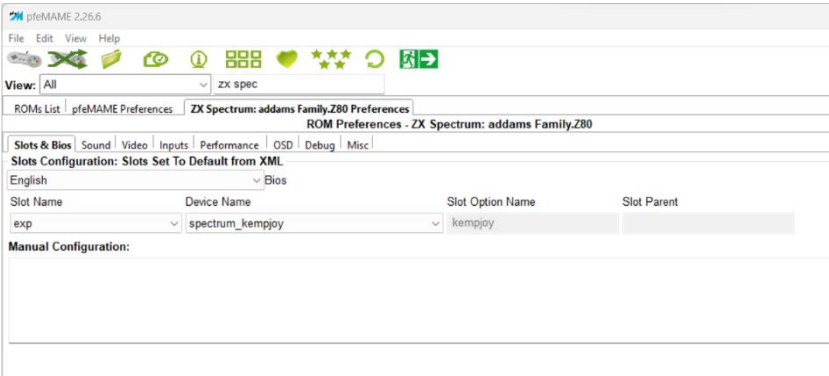 pfeMAME 2.26.6
File Edit View Help
View: All zx spec
ROMs List pfeMAME Preferences ZX Spectrum: addams Family.Z80 Preferences
ROM Preferences - ZX Spectrum: addams Family.Z80
Slots & Bios Sound Video Inputs Performance OSD Debug Misc
Slots Configuration: Slots Set To Default from XML
English Bios
Slot Name Device Name Slot Option Name Slot Parent
exp spectrum_kempjoy kempjoy
Manual Configuration: